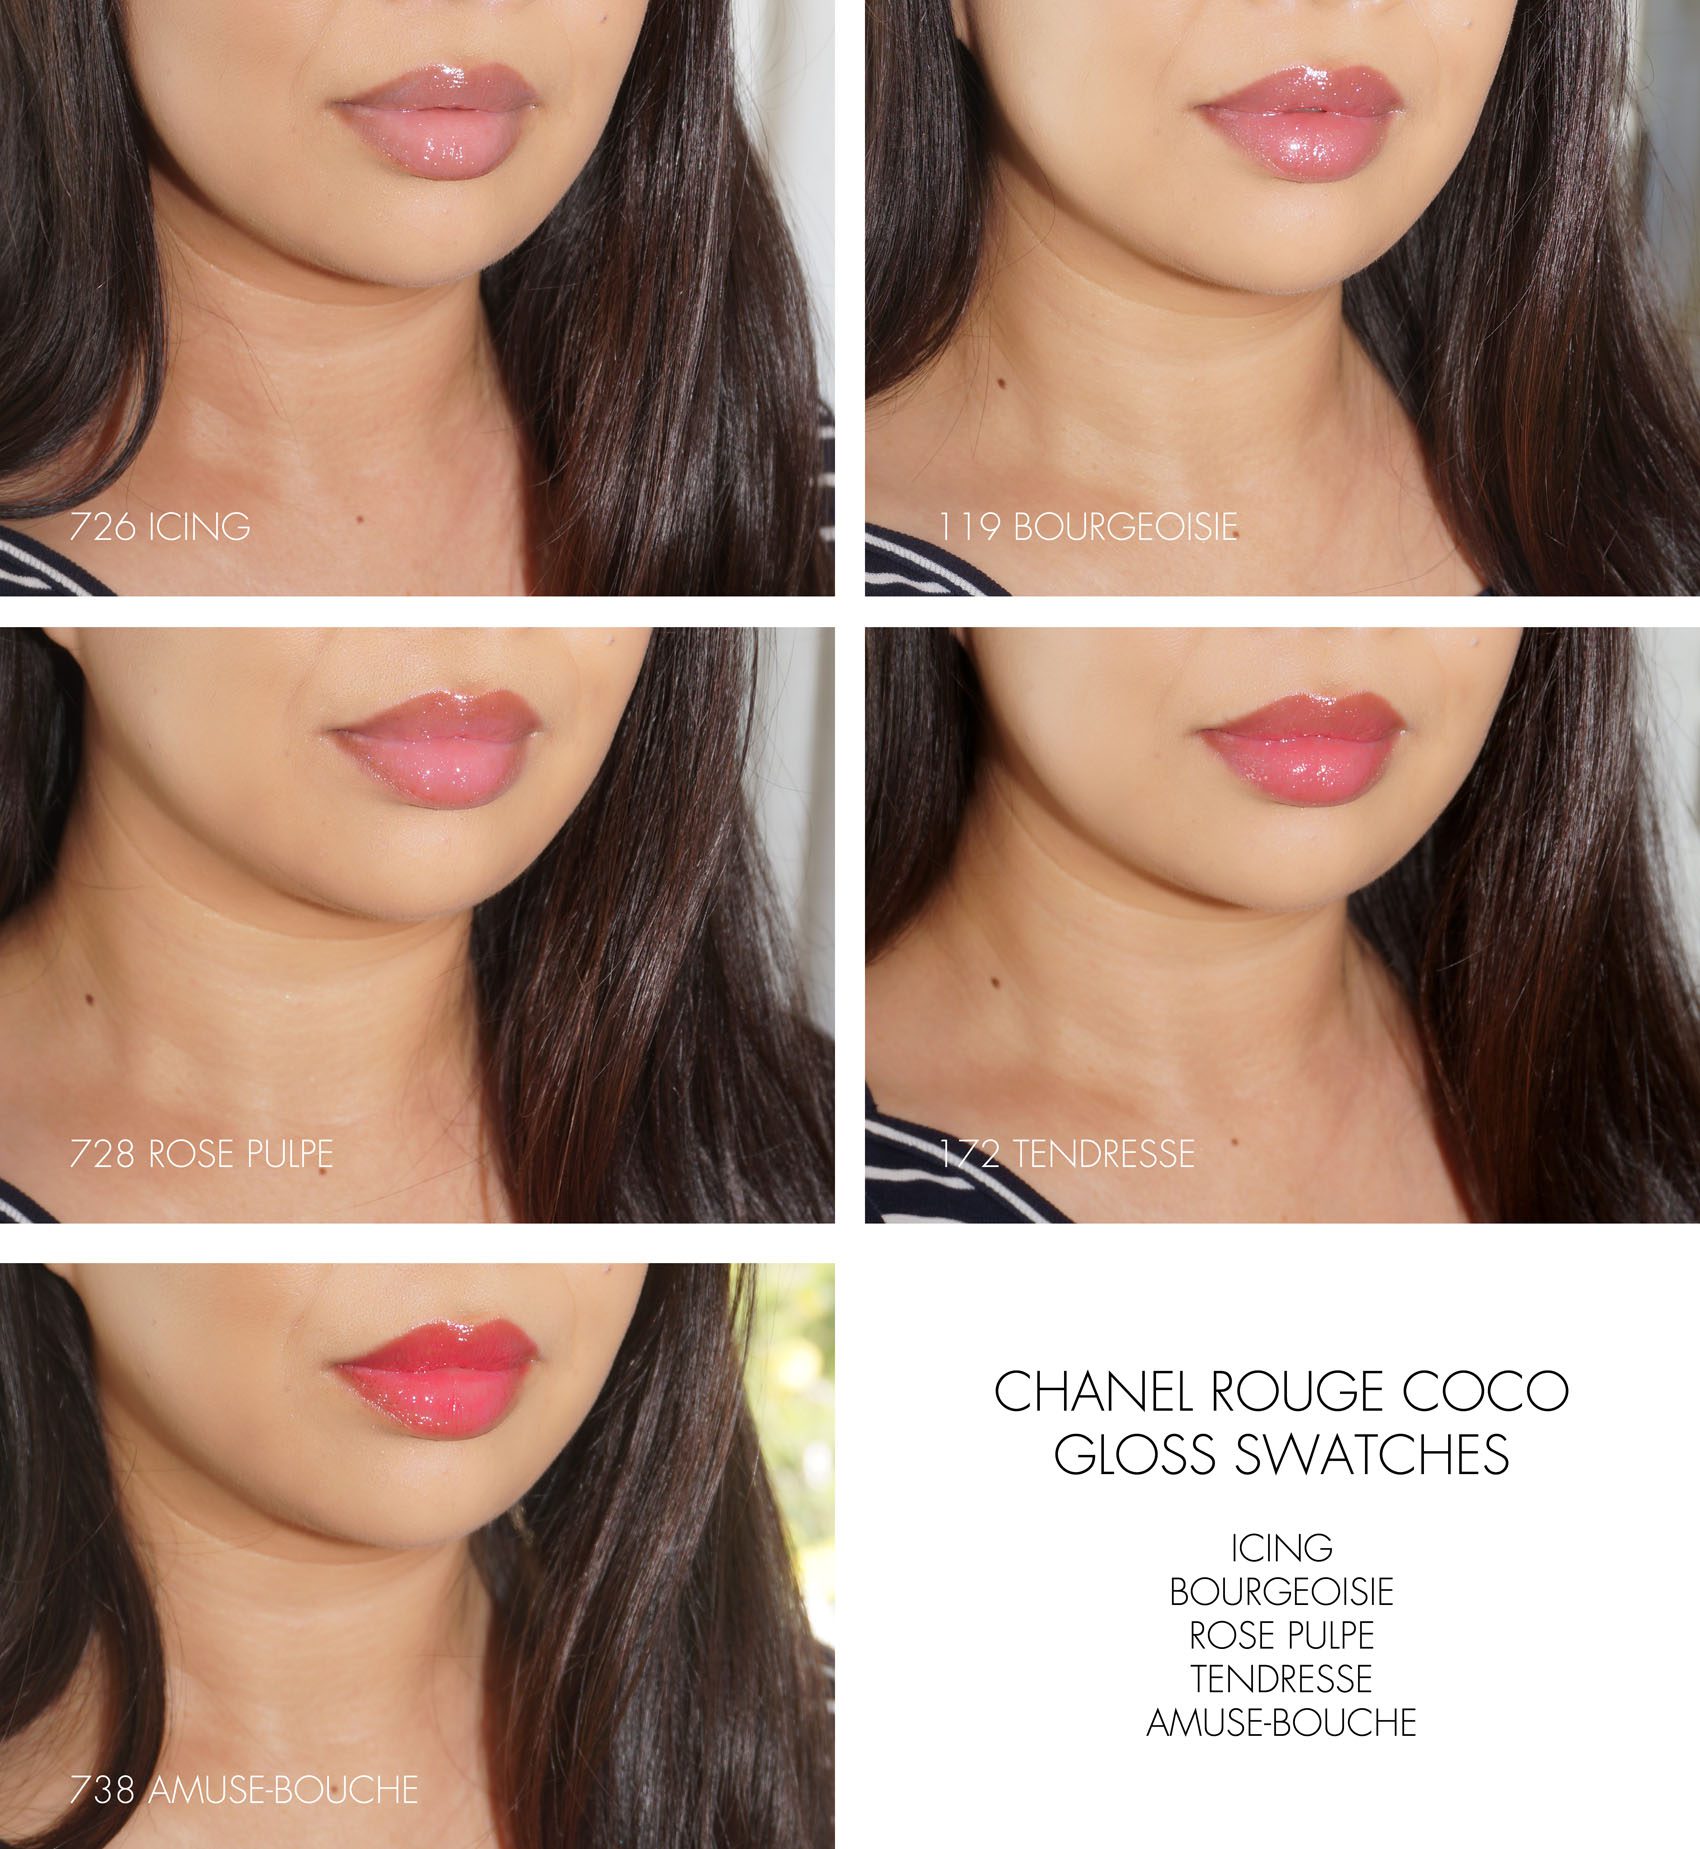 726 ICING
119 BOURGEOISIE
728 ROSE PULPE
172 TENDRESSE
738 AMUSE-BOUCHE
CHANEL ROUGE COCO
GLOSS SWATCHES
ICING
BOURGEOISIE
ROSE PULPE
TENDRESSE
AMUSE-BOUCHE